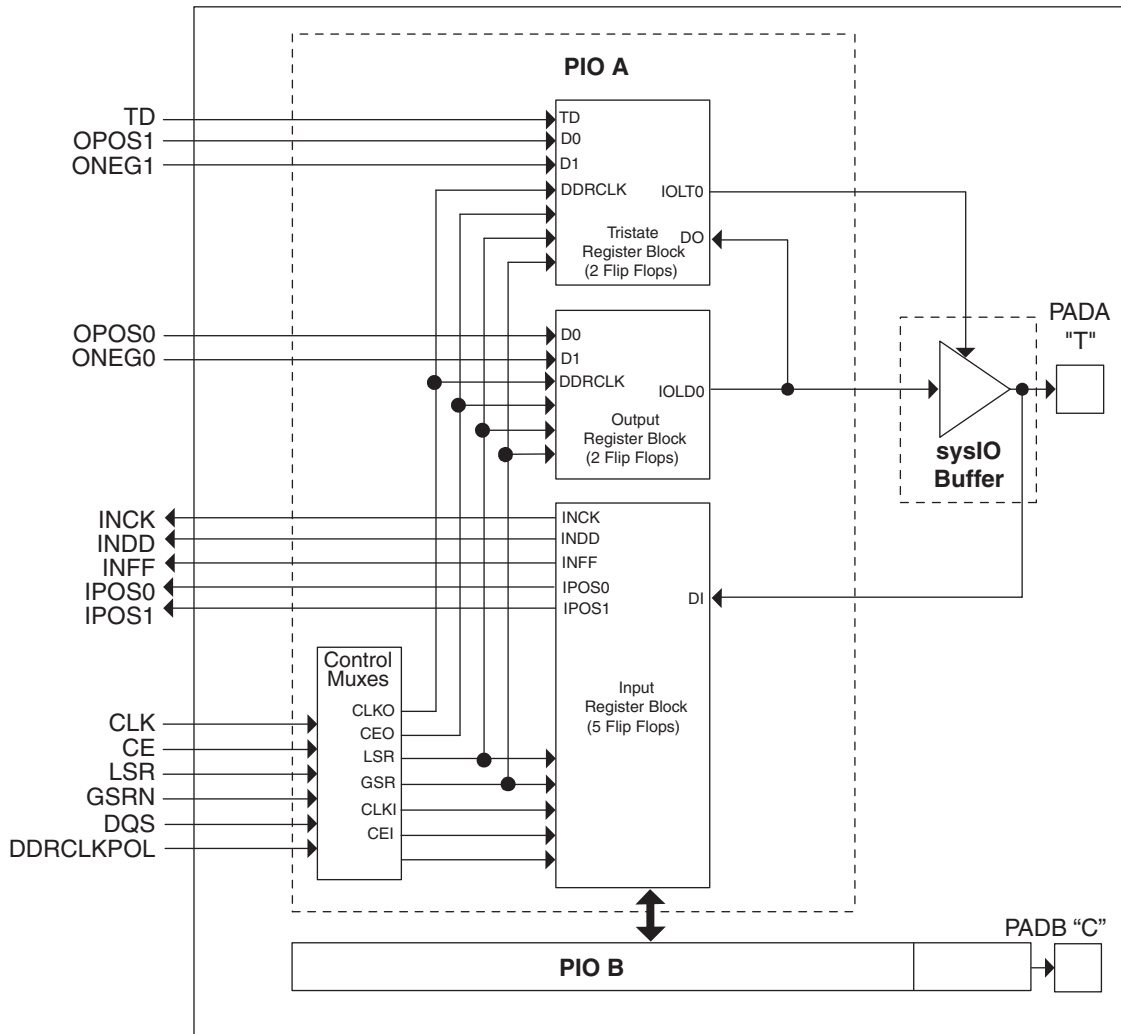 PIO A
TD
OPOS1
ONEG1
TD
D0
D1
DDRCLK
IOLT0
DO
Tristate
Register Block
(2 Flip Flops)
OPOS0
ONEG0
D0
D1
DDRCLK
IOLD0
Output
Register Block
(2 Flip Flops)
PADA
"T"
sysIO
Buffer
INCK
INDD
INFF
IPOS0
IPOS1
INCK
INDD
INFF
IPOS0
IPOS1
DI
Input
Register Block
(5 Flip Flops)
Control
Muxes
CLKO
CEO
LSR
GSR
CLKI
CEI
CLK
CE
LSR
GSRN
DQS
DDRCLKPOL
PADB “C”
PIO B